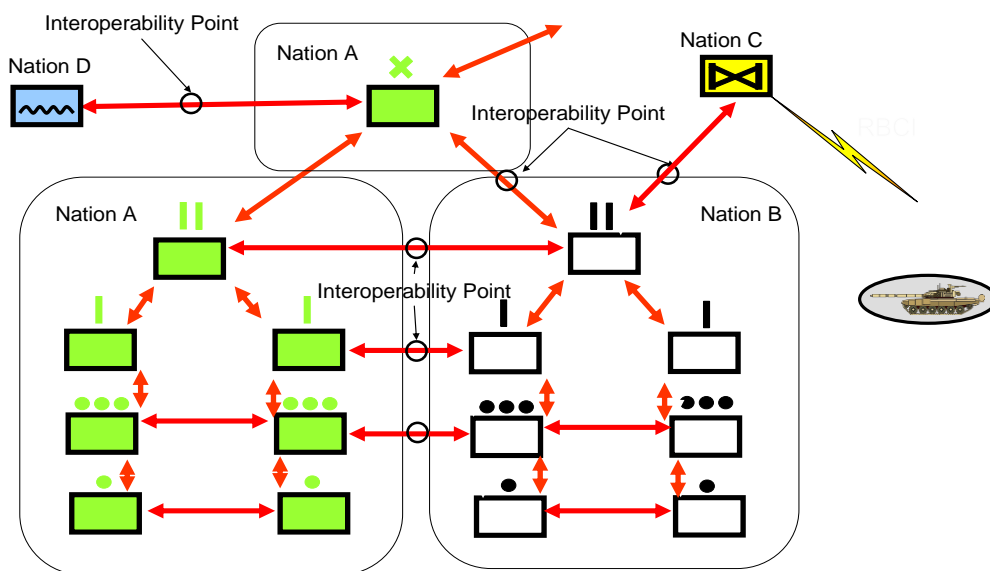 Interoperability Point
Nation D
Nation A
Nation C
Interoperability Point
RBCI
Nation A
Nation B
Interoperability Point